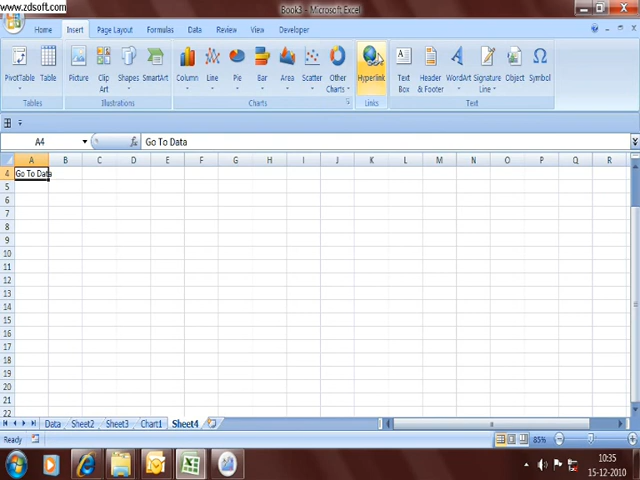 www.zdsoft.com
Book3 - Microsoft Excel
Home Insert Page Layout Formulas Data Review View Developer
PivotTable Table Picture Clip Art Shapes SmartArt Column Line Pie Bar Area Scatter Other Charts Hyperlink Text Box Header & Footer WordArt Signature Line Object Symbol
Tables Illustrations Charts Links Text
A4 fx Go To Data
A B C D E F G H I J K L M N O P Q R
4 Go To Data
5
6
7
8
9
10
11
12
13
14
15
16
17
18
19
20
21
22
Data Sheet2 Sheet3 Chart1 Sheet4
Ready 85%
10:35
15-12-2010